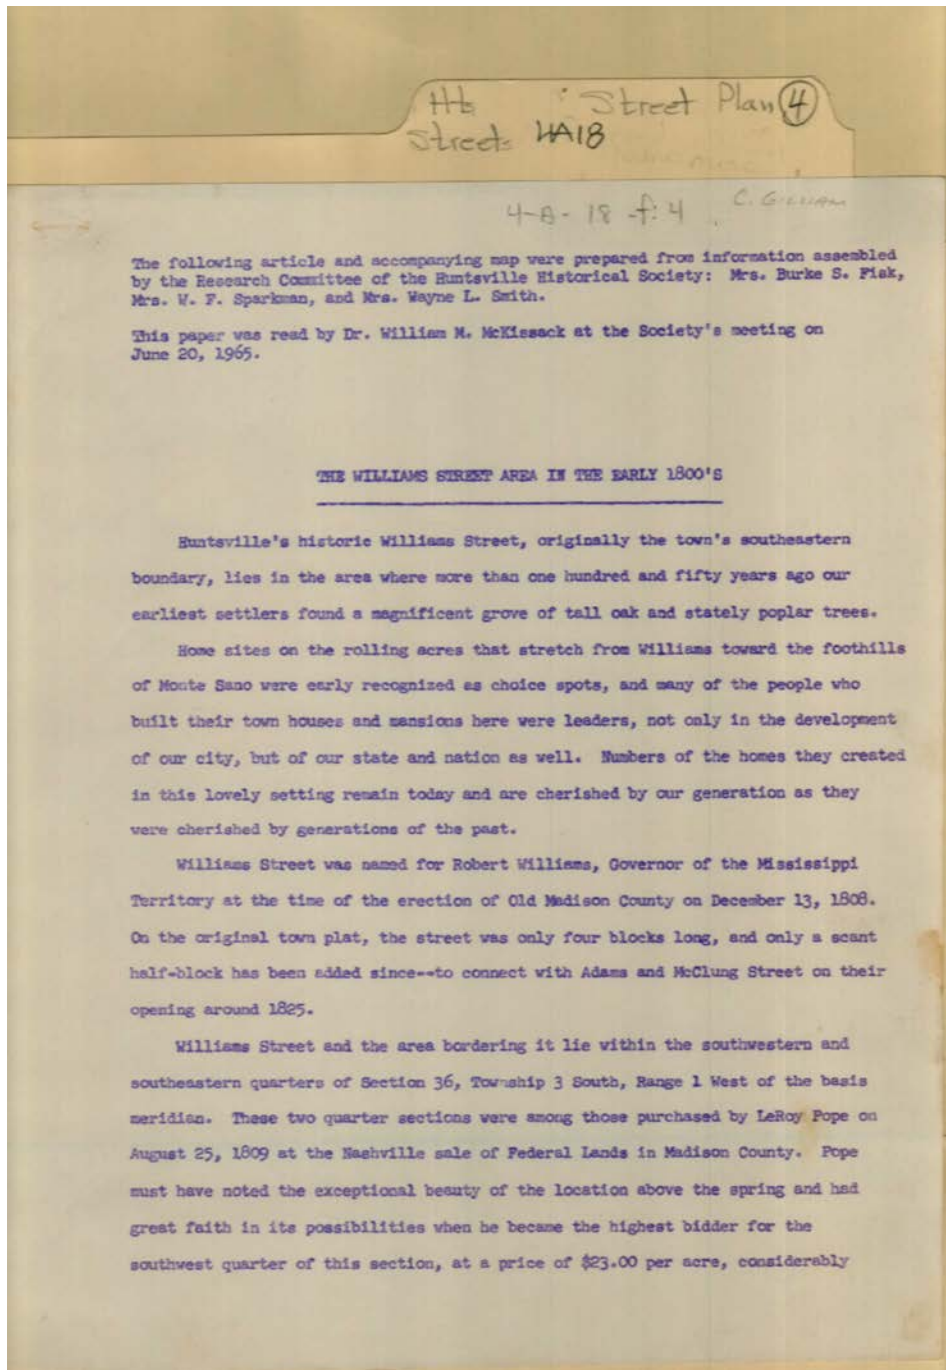 Hts : Street Plan 4
Streets 4A18
4-A-18-f:4 C. GILLIAM
The following article and accompanying map were prepared from information assembled
by the Research Committee of the Huntsville Historical Society: Mrs. Burke S. Fisk,
Mrs. W. F. Sparkman, and Mrs. Wayne L. Smith.
This paper was read by Dr. William M. McKissack at the Society's meeting on
June 20, 1965.
THE WILLIAMS STREET AREA IN THE EARLY 1800'S
Huntsville's historic Williams Street, originally the town's southeastern
boundary, lies in the area where more than one hundred and fifty years ago our
earliest settlers found a magnificent grove of tall oak and stately poplar trees.
Home sites on the rolling acres that stretch from Williams toward the foothills
of Monte Sano were early recognized as choice spots, and many of the people who
built their town houses and mansions here were leaders, not only in the development
of our city, but of our state and nation as well. Numbers of the homes they created
in this lovely setting remain today and are cherished by our generation as they
were cherished by generations of the past.
Williams Street was named for Robert Williams, Governor of the Mississippi
Territory at the time of the erection of Old Madison County on December 13, 1808.
On the original town plat, the street was only four blocks long, and only a scant
half-block has been added since--to connect with Adams and McClung Street on their
opening around 1825.
Williams Street and the area bordering it lie within the southwestern and
southeastern quarters of Section 36, Township 3 South, Range 1 West of the basis
meridian. These two quarter sections were among those purchased by LeRoy Pope on
August 25, 1809 at the Nashville sale of Federal Lands in Madison County. Pope
must have noted the exceptional beauty of the location above the spring and had
great faith in its possibilities when he became the highest bidder for the
southwest quarter of this section, at a price of $23.00 per acre, considerably